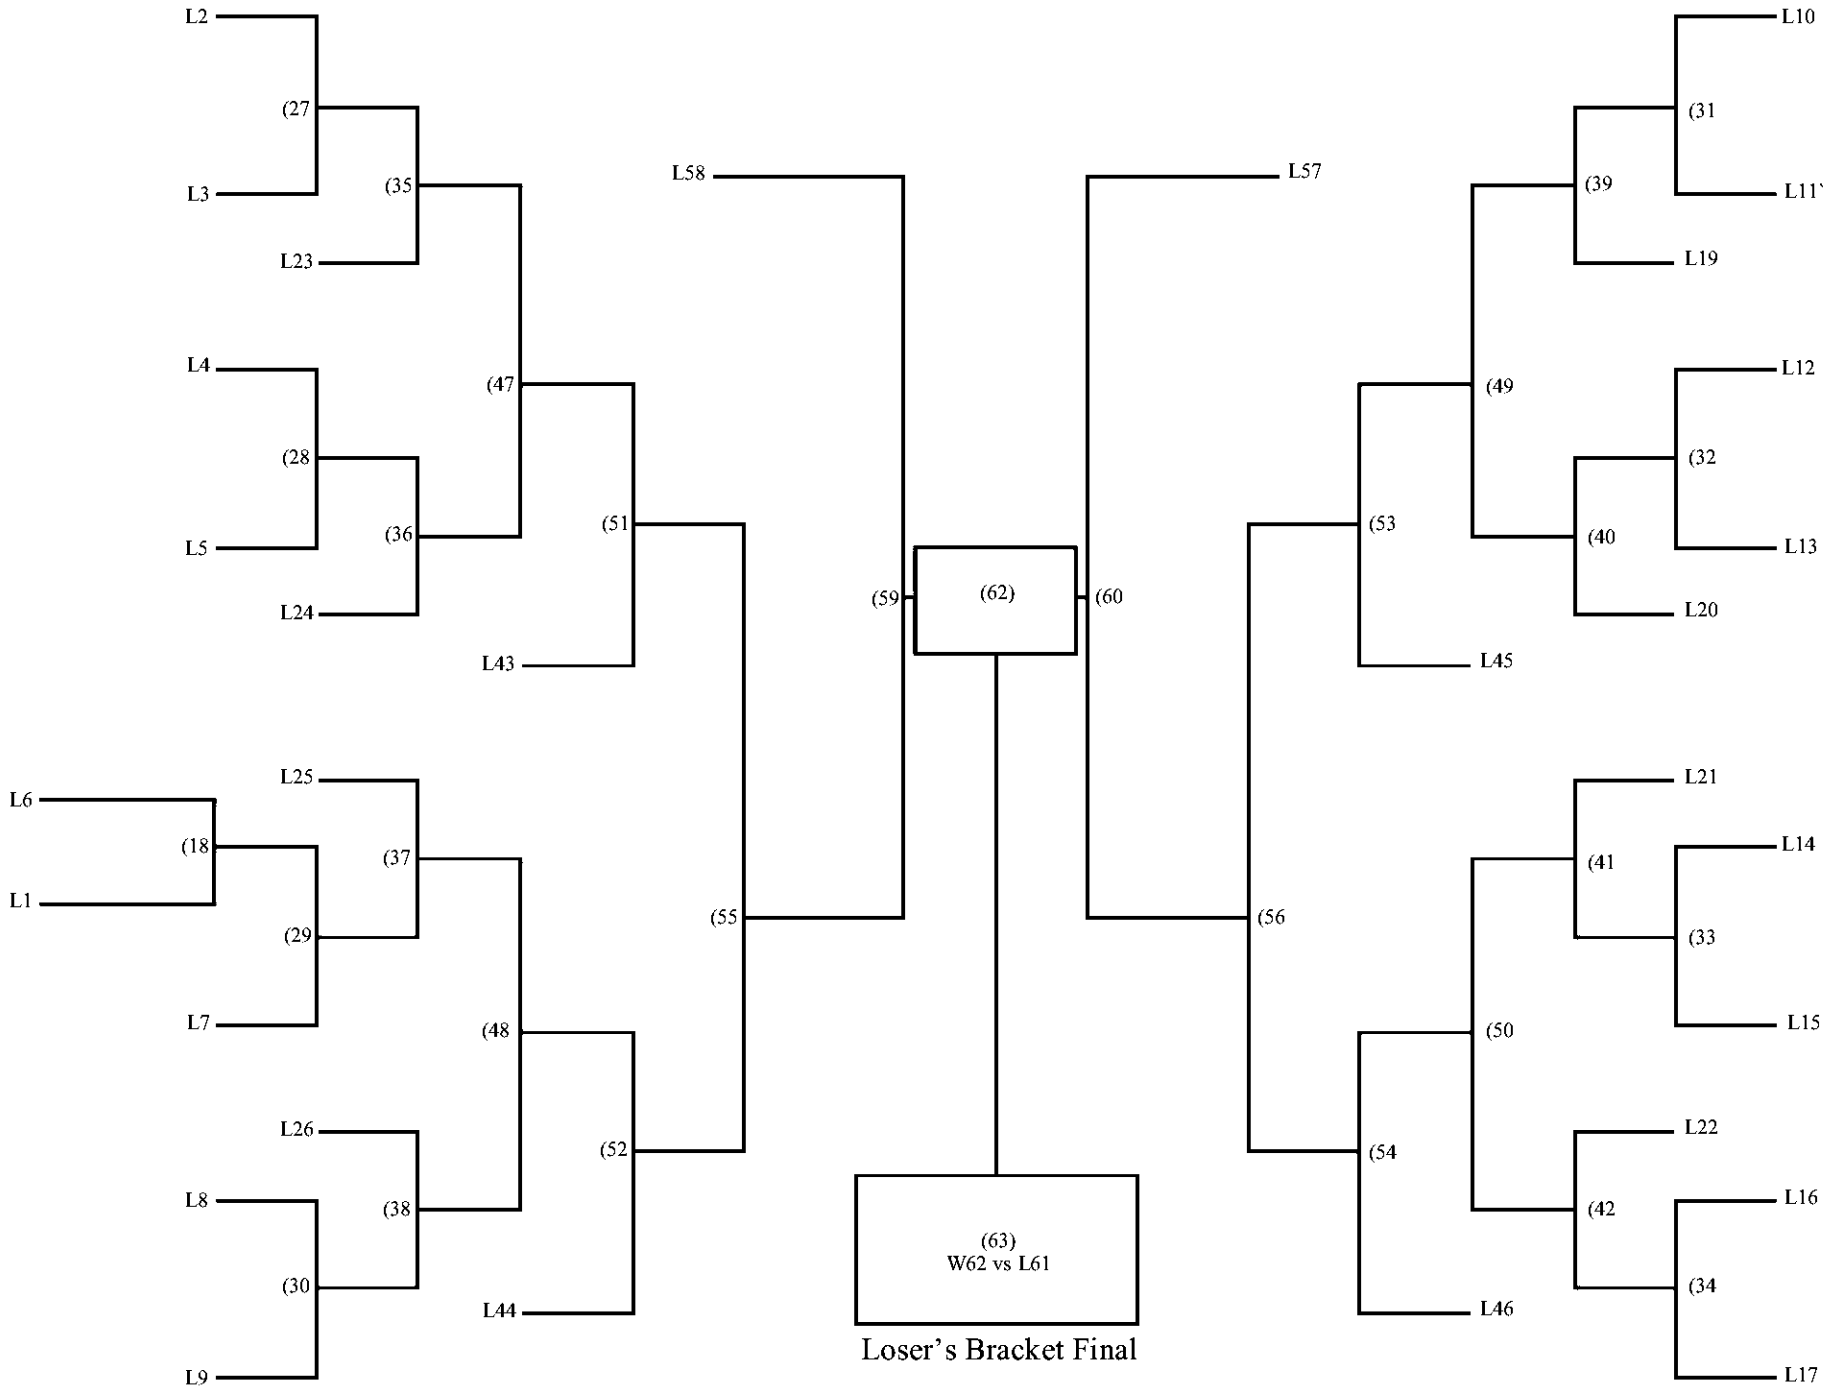 L2
L10
(27
(31
L58
L57
L3
(35
(39
L11`
L23
L19
L4
L12
(47
(49
(28
(32
L5
(36
(51
(53
(40
L13
(59
(62)
(60
L24
L20
L43
L45
L25
L21
L6
(18
(37
(41
L14
L1
(29
(55
(56
(33
L7
(48
(50
L15
L26
L22
(52
(54
L8
(38
(42
L16
(63)
W62 vs L61
(30
(34
L44
L46
Loser’s Bracket Final
L9
L17